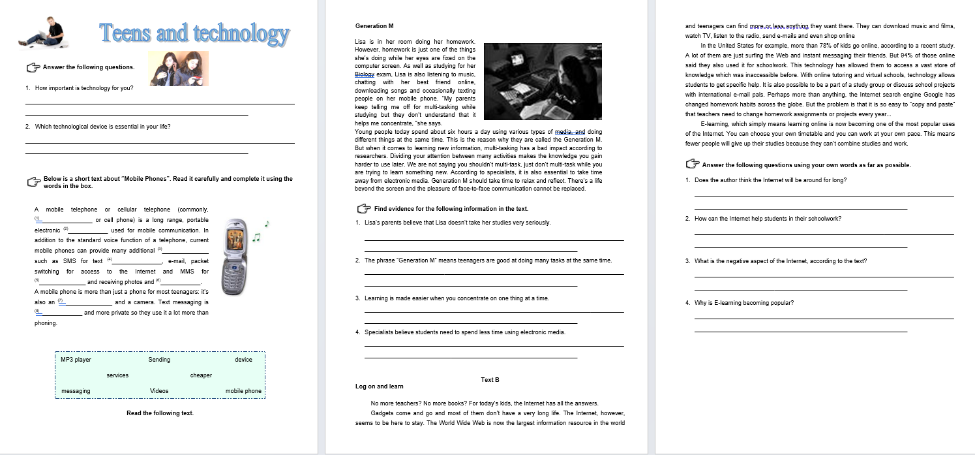 Teens and technology
Answer the following questions.
1. How important is technology for you?
2. Which technological device is essential in your life?
Below is a short text about "Mobile Phones". Read it carefully and complete it using the
words in the box.
A mobile telephone or cellular telephone (commonly,
(1)____________ or cell phone) is a long range, portable
electronic (2)____________ used for mobile communication. In
addition to the standard voice function of a telephone, current
mobile phones can provide many additional (3)____________
such as SMS for text (4)____________, e-mail, packet
switching for access to the Internet and MMS for
(5)____________ and receiving photos and (6)____________.
A mobile phone is more than just a phone for most teenagers; it's
also an (7)____________ and a camera. Text messaging is
(8)____________ and more private so they use it a lot more than
phoning.
MP3 player Sending device
services cheaper
messaging Videos mobile phone
Read the following text.
Generation M
Lisa is in her room doing her homework.
However, homework is just one of the things
she's doing while her eyes are fixed on the
computer screen. As well as studying for her
Biology exam, Lisa is also listening to music,
chatting with her best friend online,
downloading songs and occasionally texting
people on her mobile phone. "My parents
keep telling me off for multi-tasking while
studying but they don't understand that it
helps me concentrate, "she says.
Young people today spend about six hours a day using various types of media, and doing
different things at the same time. This is the reason why they are called the Generation M.
But when it comes to learning new information, multi-tasking has a bad impact according to
researchers. Dividing your attention between many activities makes the knowledge you gain
harder to use later. We are not saying you shouldn't multi-task, just don't multi-task while you
are trying to learn something new. According to specialists, it is also essential to take time
away from electronic media. Generation M should take time to relax and reflect. There's a life
beyond the screen and the pleasure of face-to-face communication cannot be replaced.
Find evidence for the following information in the text.
1. Lisa's parents believe that Lisa doesn't take her studies very seriously.
2. The phrase "Generation M" means teenagers are good at doing many tasks at the same time.
3. Learning is made easier when you concentrate on one thing at a time.
4. Specialists believe students need to spend less time using electronic media.
Text B
Log on and learn
No more teachers? No more books? For today's kids, the Internet has all the answers.
Gadgets come and go and most of them don't have a very long life. The Internet, however,
seems to be here to stay. The World Wide Web is now the largest information resource in the world
and teenagers can find more or less anything they want there. They can download music and films,
watch TV, listen to the radio, send e-mails and even shop online
In the United States for example, more than 78% of kids go online, according to a recent study.
A lot of them are just surfing the Web and instant messaging their friends. But 94% of those online
said they also used it for schoolwork. This technology has allowed them to access a vast store of
knowledge which was inaccessible before. With online tutoring and virtual schools, technology allows
students to get specific help. It is also possible to be a part of a study group or discuss school projects
with international e-mail pals. Perhaps more than anything, the Internet search engine Google has
changed homework habits across the globe. But the problem is that it is so easy to "copy and paste"
that teachers need to change homework assignments or projects every year...
E-learning, which simply means learning online is now becoming one of the most popular uses
of the Internet. You can choose your own timetable and you can work at your own pace. This means
fewer people will give up their studies because they can't combine studies and work.
Answer the following questions using your own words as far as possible.
1. Does the author think the Internet will be around for long?
2. How can the Internet help students in their schoolwork?
3. What is the negative aspect of the Internet, according to the text?
4. Why is E-learning becoming popular?